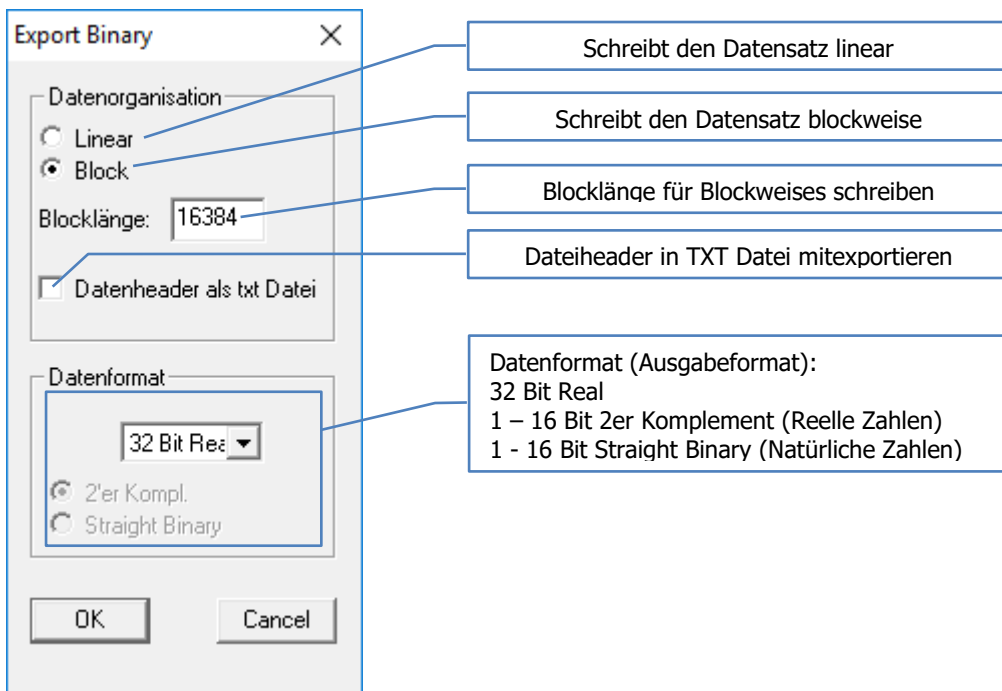 Export Binary
Schreibt den Datensatz linear
Datenorganisation
Linear
Schreibt den Datensatz blockweise
Block
Blocklänge für Blockweises schreiben
Blocklänge: 16384
Dateiheader in TXT Datei mitexportieren
Datenheader als txt Datei
Datenformat
32 Bit Rea
2'er Kompl.
Straight Binary
Datenformat (Ausgabeformat):
32 Bit Real
1 – 16 Bit 2er Komplement (Reelle Zahlen)
1 - 16 Bit Straight Binary (Natürliche Zahlen)
OK
Cancel